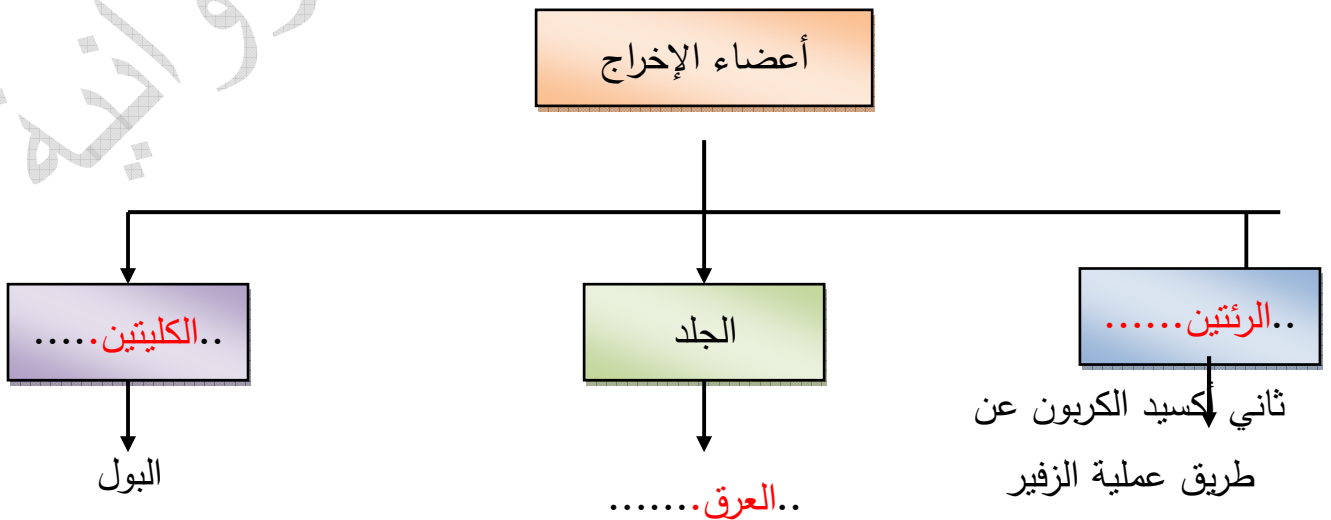 أعضاء الإخراج
..الرئتين......
الجلد
..الكليتين.....
ثاني أكسيد الكربون عن
طريق عملية الزفير
..العرق.......
البول